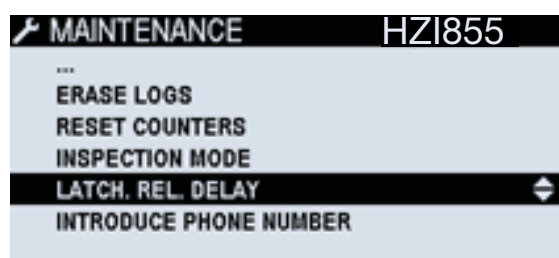 MAINTENANCE HZI855
...
ERASE LOGS
RESET COUNTERS
INSPECTION MODE
LATCH. REL. DELAY
INTRODUCE PHONE NUMBER